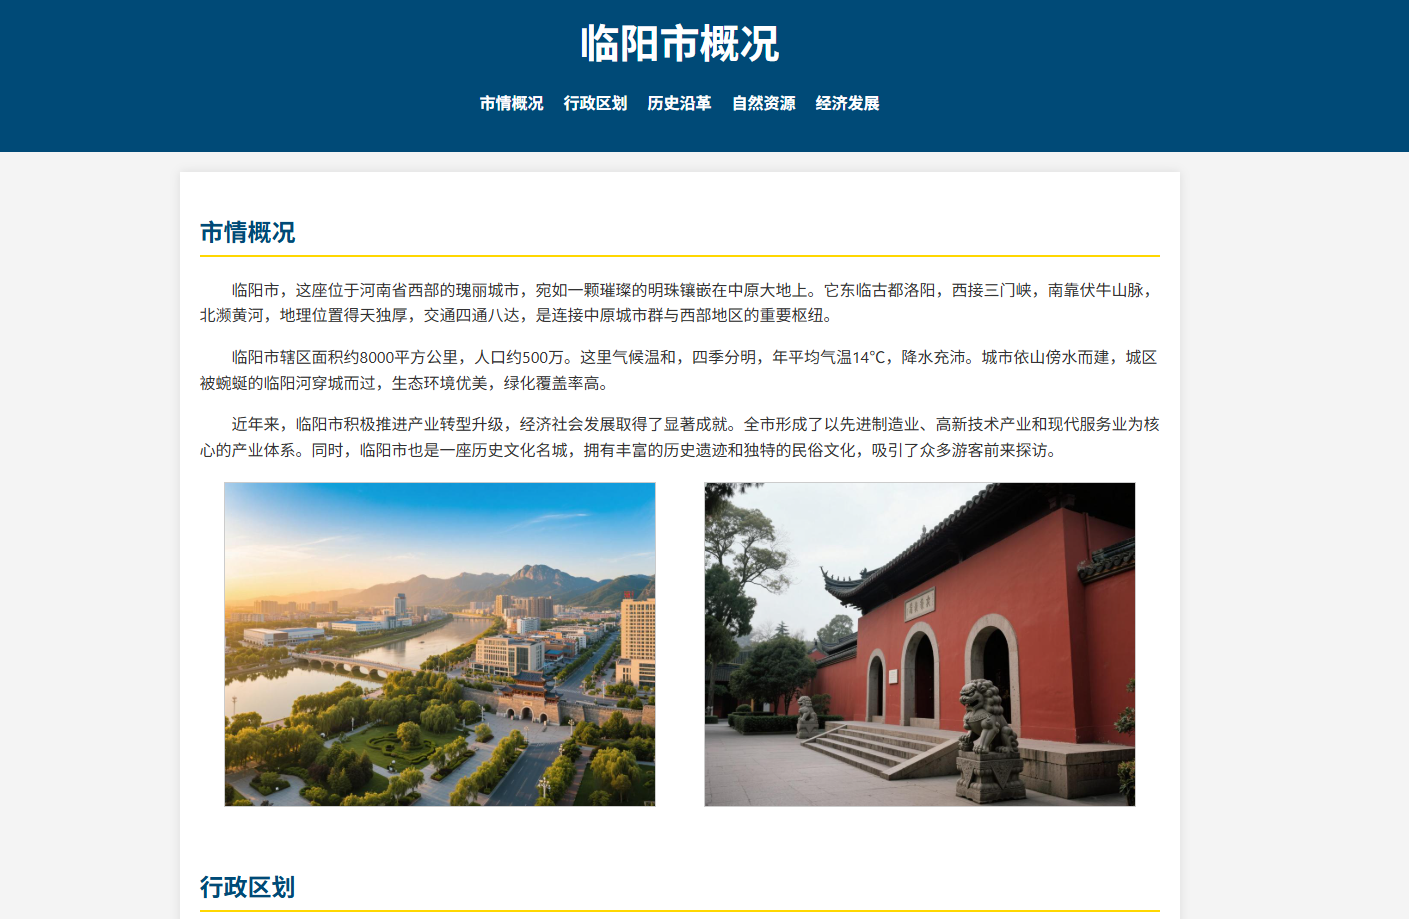 临阳市概况
市情概况 行政区划 历史沿革 自然资源 经济发展
市情概况
临阳市，这座位于河南省西部的瑰丽城市，宛如一颗璀璨的明珠镶嵌在中原大地上。它东临古都洛阳，西接三门峡，南靠伏牛山脉，
北濒黄河，地理位置得天独厚，交通四通八达，是连接中原城市群与西部地区的重要枢纽。
临阳市辖区面积约8000平方公里，人口约500万。这里气候温和，四季分明，年平均气温14℃，降水充沛。城市依山傍水而建，城区
被蜿蜒的临阳河穿城而过，生态环境优美，绿化覆盖率高。
近年来，临阳市积极推进产业转型升级，经济社会发展取得了显著成就。全市形成了以先进制造业、高新技术产业和现代服务业为核
心的产业体系。同时，临阳市也是一座历史文化名城，拥有丰富的历史遗迹和独特的民俗文化，吸引了众多游客前来探访。
行政区划